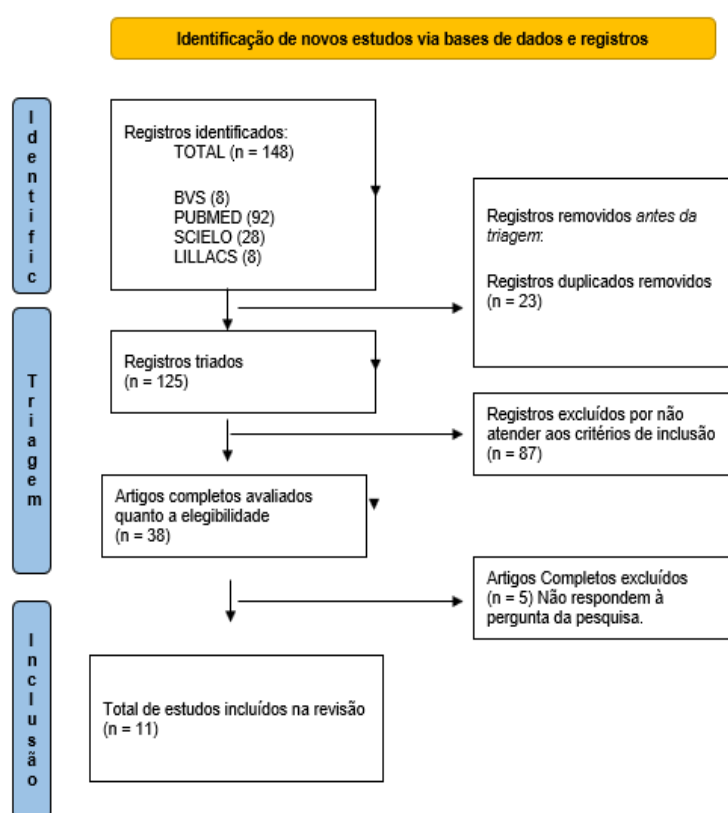 Identificação de novos estudos via bases de dados e registros
Identific
Registros identificados:
TOTAL (n = 148)
BVS (8)
PUBMED (92)
SCIELO (28)
LILLACS (8)
Registros removidos antes da
triagem:
Registros duplicados removidos
(n = 23)
Triagem
Registros triados
(n = 125)
Registros excluídos por não
atender aos critérios de inclusão
(n = 87)
Artigos completos avaliados
quanto a elegibilidade
(n = 38)
Artigos Completos excluídos
(n = 5) Não respondem à
pergunta da pesquisa.
Inclusão
Total de estudos incluídos na revisão
(n = 11)